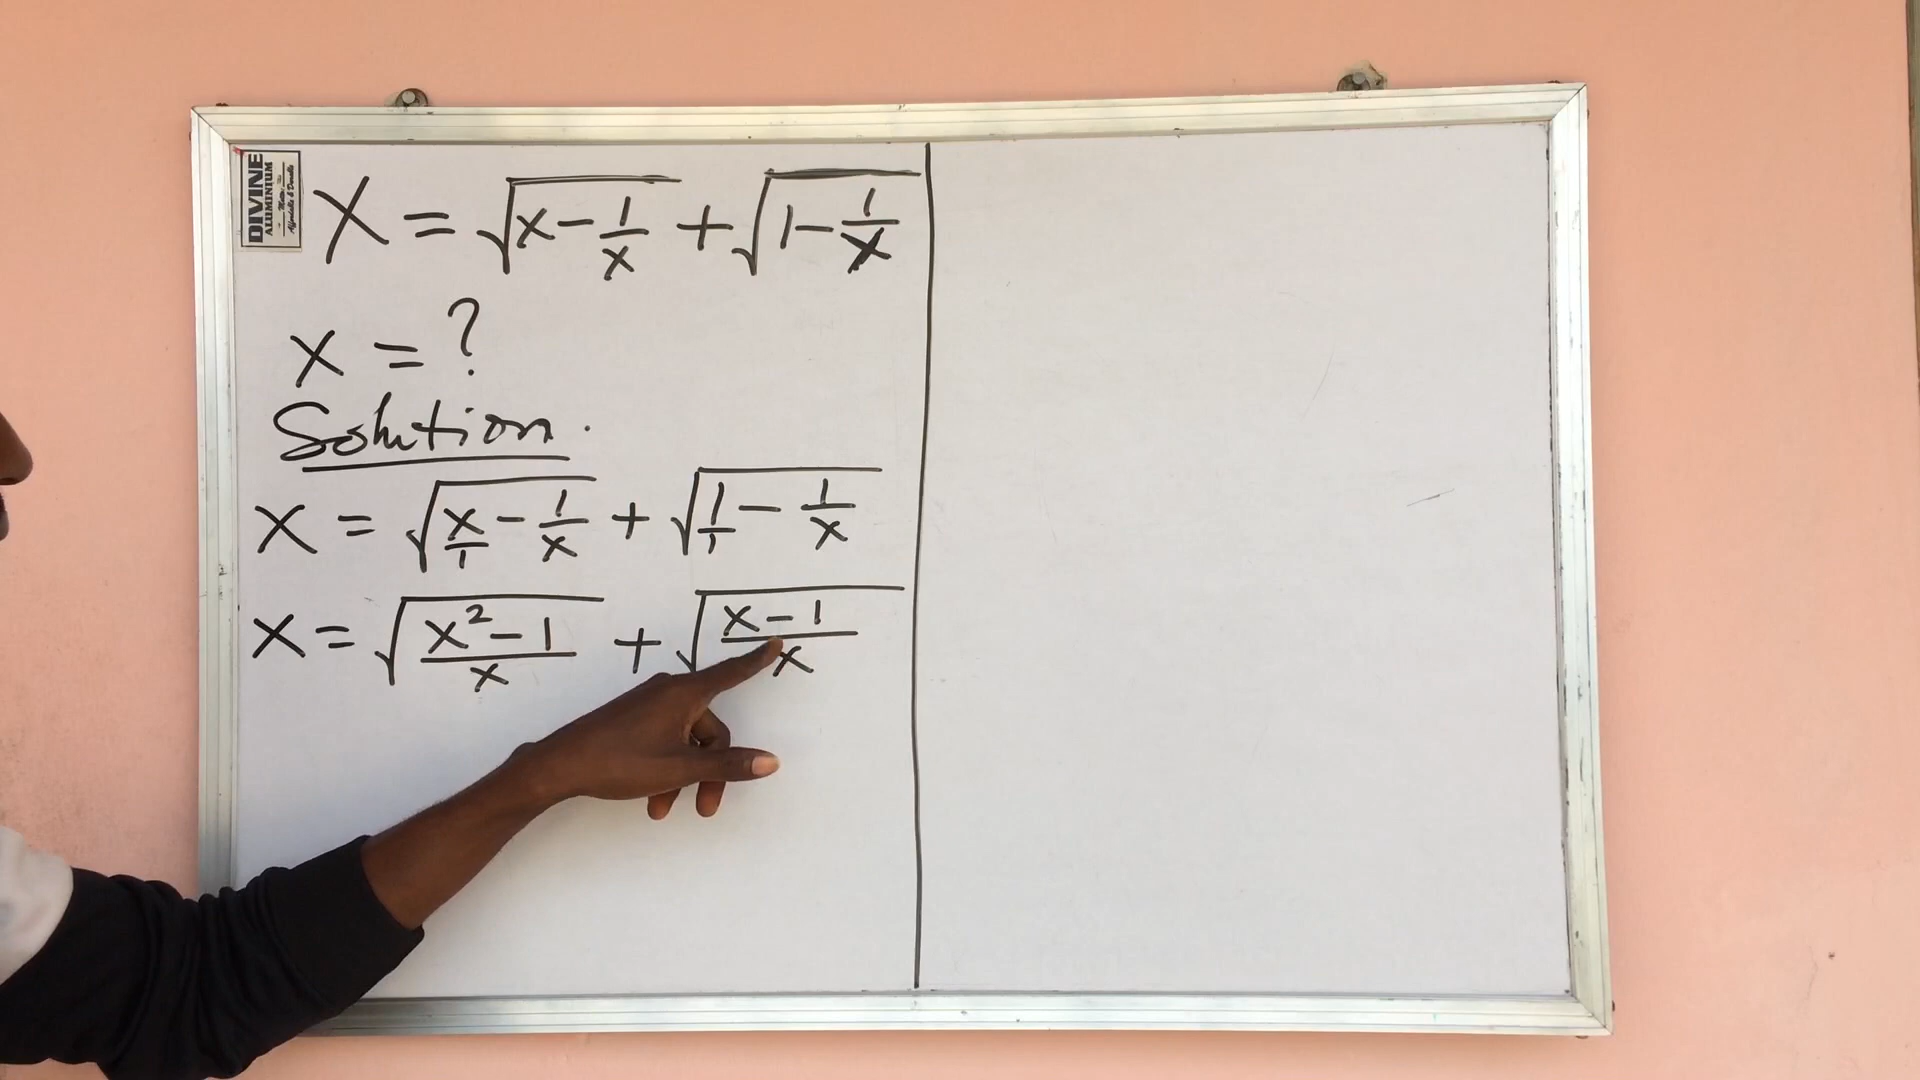 DIVINE
ALUMINIUM
x = √(x - 1/x) + √(1 - 1/x)
x = ?
Solution.
x = √(x/1 - 1/x) + √(1/1 - 1/x)
x = √((x² - 1)/x) + √((x - 1)/x)